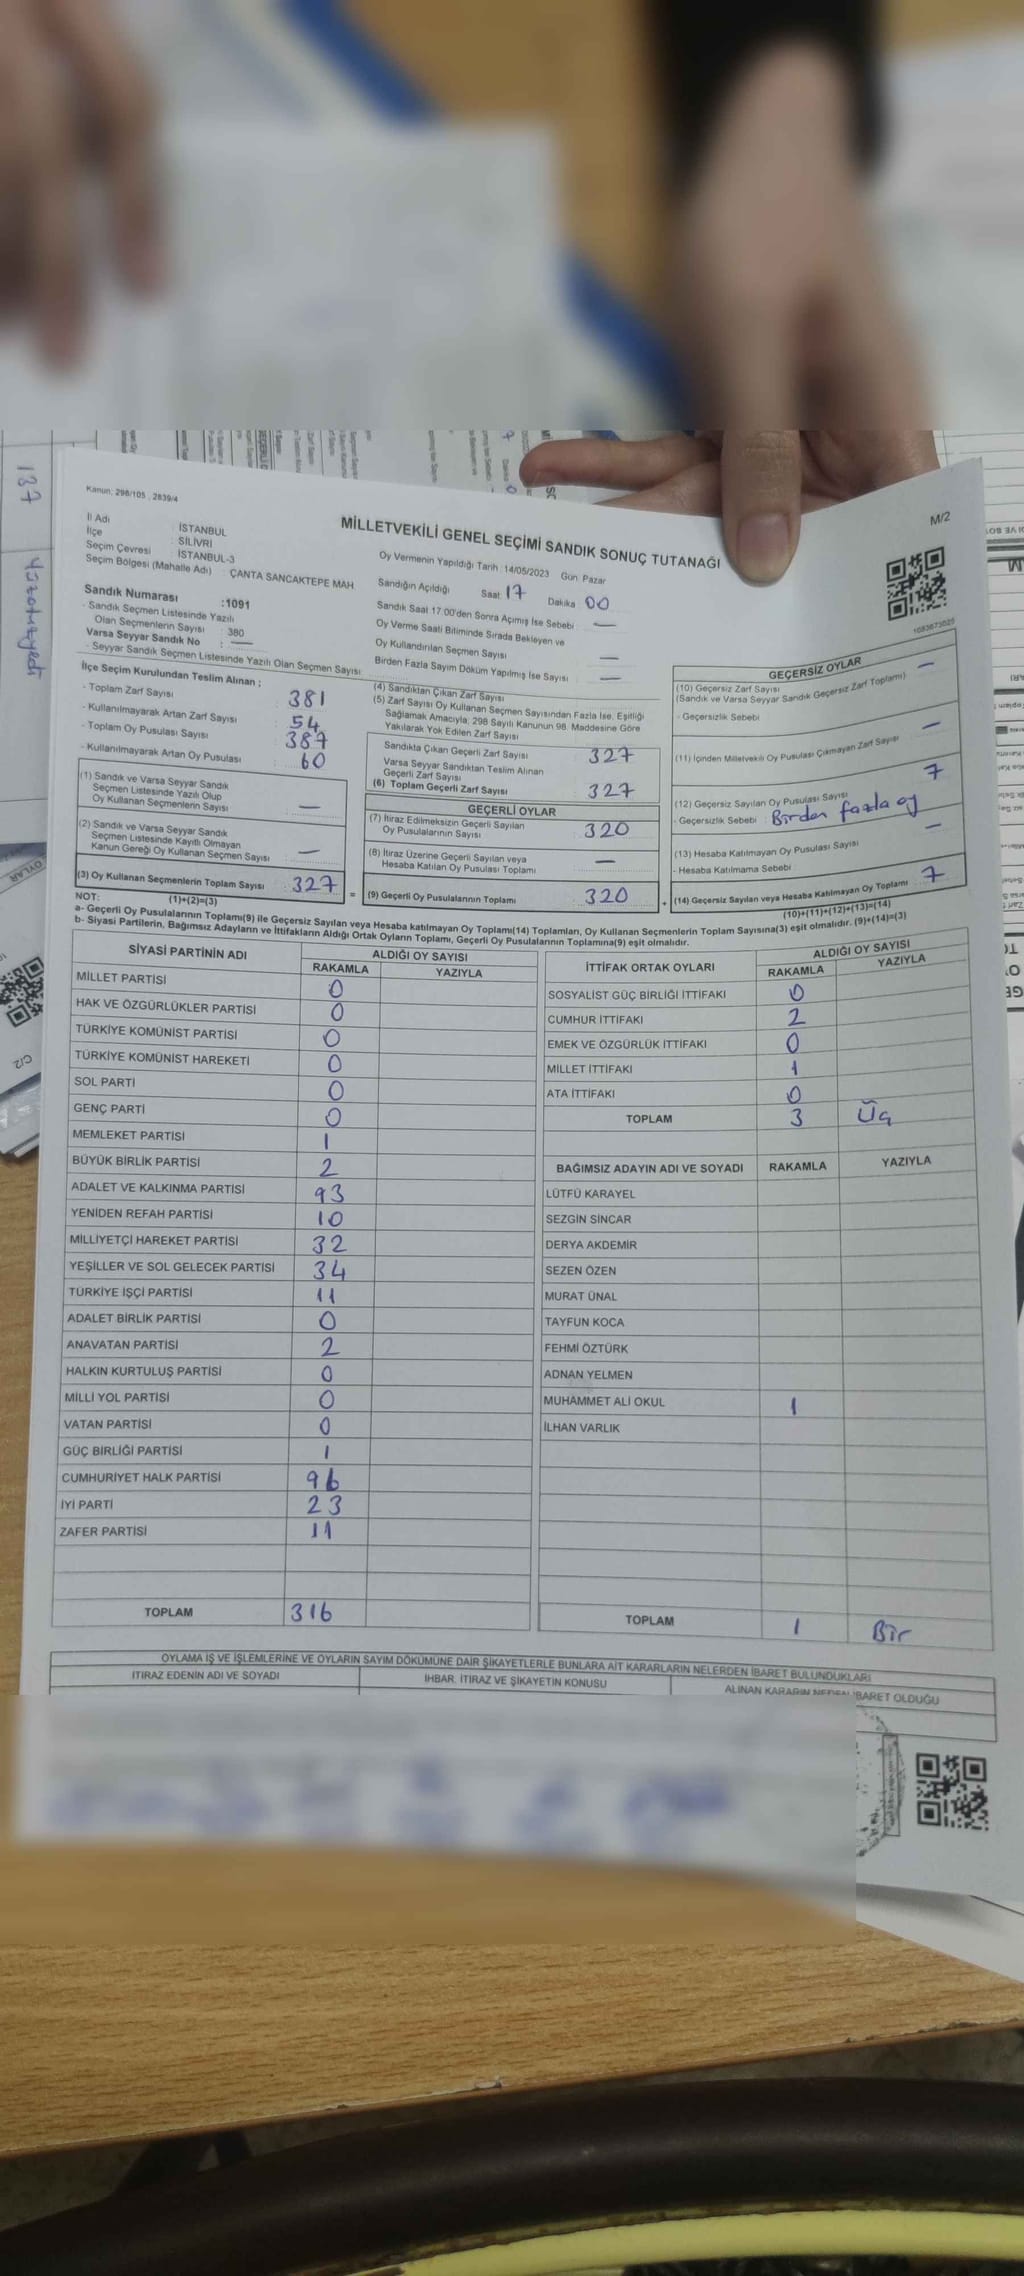 137
Yüzotuzyedi
Kanun: 298/105 , 2839/4
M/2
MİLLETVEKİLİ GENEL SEÇİMİ SANDIK SONUÇ TUTANAĞI
İl Adı : İSTANBUL
İlçe : SİLİVRİ
Seçim Çevresi : İSTANBUL-3
Seçim Bölgesi (Mahalle Adı) : ÇANTA SANCAKTEPE MAH.
Oy Vermenin Yapıldığı Tarih : 14/05/2023 Gün: Pazar
Sandığın Açıldığı Saat: 17 Dakika 00
Sandık Saat 17:00'den Sonra Açımış İse Sebebi : —
Oy Verme Saati Bitiminde Sırada Bekleyen ve
Oy Kullandırılan Seçmen Sayısı : —
Birden Fazla Sayım Döküm Yapılmış İse Sayısı : —
1083673025
Sandık Numarası :1091
- Sandık Seçmen Listesinde Yazılı
Olan Seçmenlerin Sayısı : 380
Varsa Seyyar Sandık No : —
- Seyyar Sandık Seçmen Listesinde Yazılı Olan Seçmen Sayısı :
İlçe Seçim Kurulundan Teslim Alınan ;
- Toplam Zarf Sayısı : 381
- Kullanılmayarak Artan Zarf Sayısı : 54
- Toplam Oy Pusulası Sayısı : 387
- Kullanılmayarak Artan Oy Pusulası : 60
(1) Sandık ve Varsa Seyyar Sandık
Seçmen Listesinde Yazılı Olup
Oy Kullanan Seçmenlerin Sayısı : —
(2) Sandık ve Varsa Seyyar Sandık
Seçmen Listesinde Kayıtlı Olmayan
Kanun Gereği Oy Kullanan Seçmen Sayısı : —
(3) Oy Kullanan Seçmenlerin Toplam Sayısı : 327
(4) Sandıktan Çıkan Zarf Sayısı
(5) Zarf Sayısı Oy Kullanan Seçmen Sayısından Fazla İse, Eşitliği
Sağlamak Amacıyla; 298 Sayılı Kanunun 98. Maddesine Göre
Yakılarak Yok Edilen Zarf Sayısı
Sandıkta Çıkan Geçerli Zarf Sayısı : 327
Varsa Seyyar Sandıktan Teslim Alınan
Geçerli Zarf Sayısı
(6) Toplam Geçerli Zarf Sayısı : 327
GEÇERLİ OYLAR
(7) İtiraz Edilmeksizin Geçerli Sayılan
Oy Pusulalarının Sayısı : 320
(8) İtiraz Üzerine Geçerli Sayılan veya
Hesaba Katılan Oy Pusulası Toplamı : —
= (9) Geçerli Oy Pusulalarının Toplamı : 320
GEÇERSİZ OYLAR
(10) Geçersiz Zarf Sayısı : —
(Sandık ve Varsa Seyyar Sandık Geçersiz Zarf Toplamı)
- Geçersizlik Sebebi
(11) İçinden Milletvekili Oy Pusulası Çıkmayan Zarf Sayısı : —
(12) Geçersiz Sayılan Oy Pusulası Sayısı : 7
- Geçersizlik Sebebi : Birden fazla oy
(13) Hesaba Katılmayan Oy Pusulası Sayısı : —
- Hesaba Katılmama Sebebi
+ (14) Geçersiz Sayılan veya Hesaba Katılmayan Oy Toplamı : 7
NOT: (1)+(2)=(3) (10)+(11)+(12)+(13)=(14)
a- Geçerli Oy Pusulalarının Toplamı(9) ile Geçersiz Sayılan veya Hesaba katılmayan Oy Toplamı(14) Toplamları, Oy Kullanan Seçmenlerin Toplam Sayısına(3) eşit olmalıdır. (9)+(14)=(3)
b- Siyasi Partilerin, Bağımsız Adayların ve İttifakların Aldığı Ortak Oyların Toplamı, Geçerli Oy Pusulalarının Toplamına(9) eşit olmalıdır.
SİYASİ PARTİNİN ADI ALDIĞI OY SAYISI
RAKAMLA YAZIYLA
MİLLET PARTİSİ 0
HAK VE ÖZGÜRLÜKLER PARTİSİ 0
TÜRKİYE KOMÜNİST PARTİSİ 0
TÜRKİYE KOMÜNİST HAREKETİ 0
SOL PARTİ 0
GENÇ PARTİ 0
MEMLEKET PARTİSİ 1
BÜYÜK BİRLİK PARTİSİ 2
ADALET VE KALKINMA PARTİSİ 93
YENİDEN REFAH PARTİSİ 10
MİLLİYETÇİ HAREKET PARTİSİ 32
YEŞİLLER VE SOL GELECEK PARTİSİ 34
TÜRKİYE İŞÇİ PARTİSİ 11
ADALET BİRLİK PARTİSİ 0
ANAVATAN PARTİSİ 2
HALKIN KURTULUŞ PARTİSİ 0
MİLLİ YOL PARTİSİ 0
VATAN PARTİSİ 0
GÜÇ BİRLİĞİ PARTİSİ 1
CUMHURİYET HALK PARTİSİ 96
İYİ PARTİ 23
ZAFER PARTİSİ 11
TOPLAM 316
İTTİFAK ORTAK OYLARI ALDIĞI OY SAYISI
RAKAMLA YAZIYLA
SOSYALİST GÜÇ BİRLİĞİ İTTİFAKI 0
CUMHUR İTTİFAKI 2
EMEK VE ÖZGÜRLÜK İTTİFAKI 0
MİLLET İTTİFAKI 1
ATA İTTİFAKI 0
TOPLAM 3 Üç
BAĞIMSIZ ADAYIN ADI VE SOYADI RAKAMLA YAZIYLA
LÜTFÜ KARAYEL
SEZGİN SİNCAR
DERYA AKDEMİR
SEZEN ÖZEN
MURAT ÜNAL
TAYFUN KOCA
FEHMİ ÖZTÜRK
ADNAN YELMEN
MUHAMMET ALİ OKUL 1
İLHAN VARLIK
TOPLAM 1 Bir
OYLAMA İŞ VE İŞLEMLERİNE VE OYLARIN SAYIM DÖKÜMÜNE DAİR ŞİKAYETLERLE BUNLARA AİT KARARLARIN NELERDEN İBARET BULUNDUKLARI
İTİRAZ EDENİN ADI VE SOYADI İHBAR, İTİRAZ VE ŞİKAYETİN KONUSU ALINAN KARARIN NEDEN İBARET OLDUĞU
OYLAR
C/2